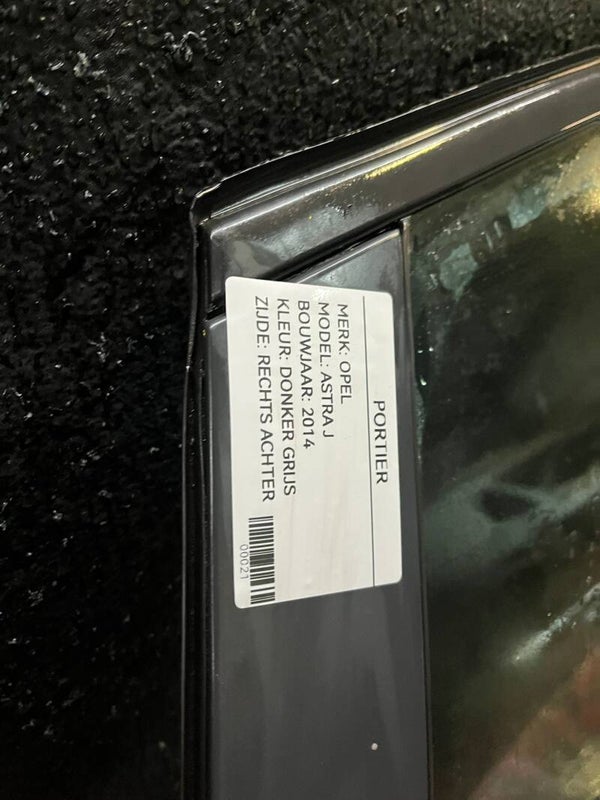 PORTIER
MERK: OPEL
MODEL: ASTRA J
BOUWJAAR: 2014
KLEUR: DONKER GRIJS
ZIJDE: RECHTS ACHTER
00021